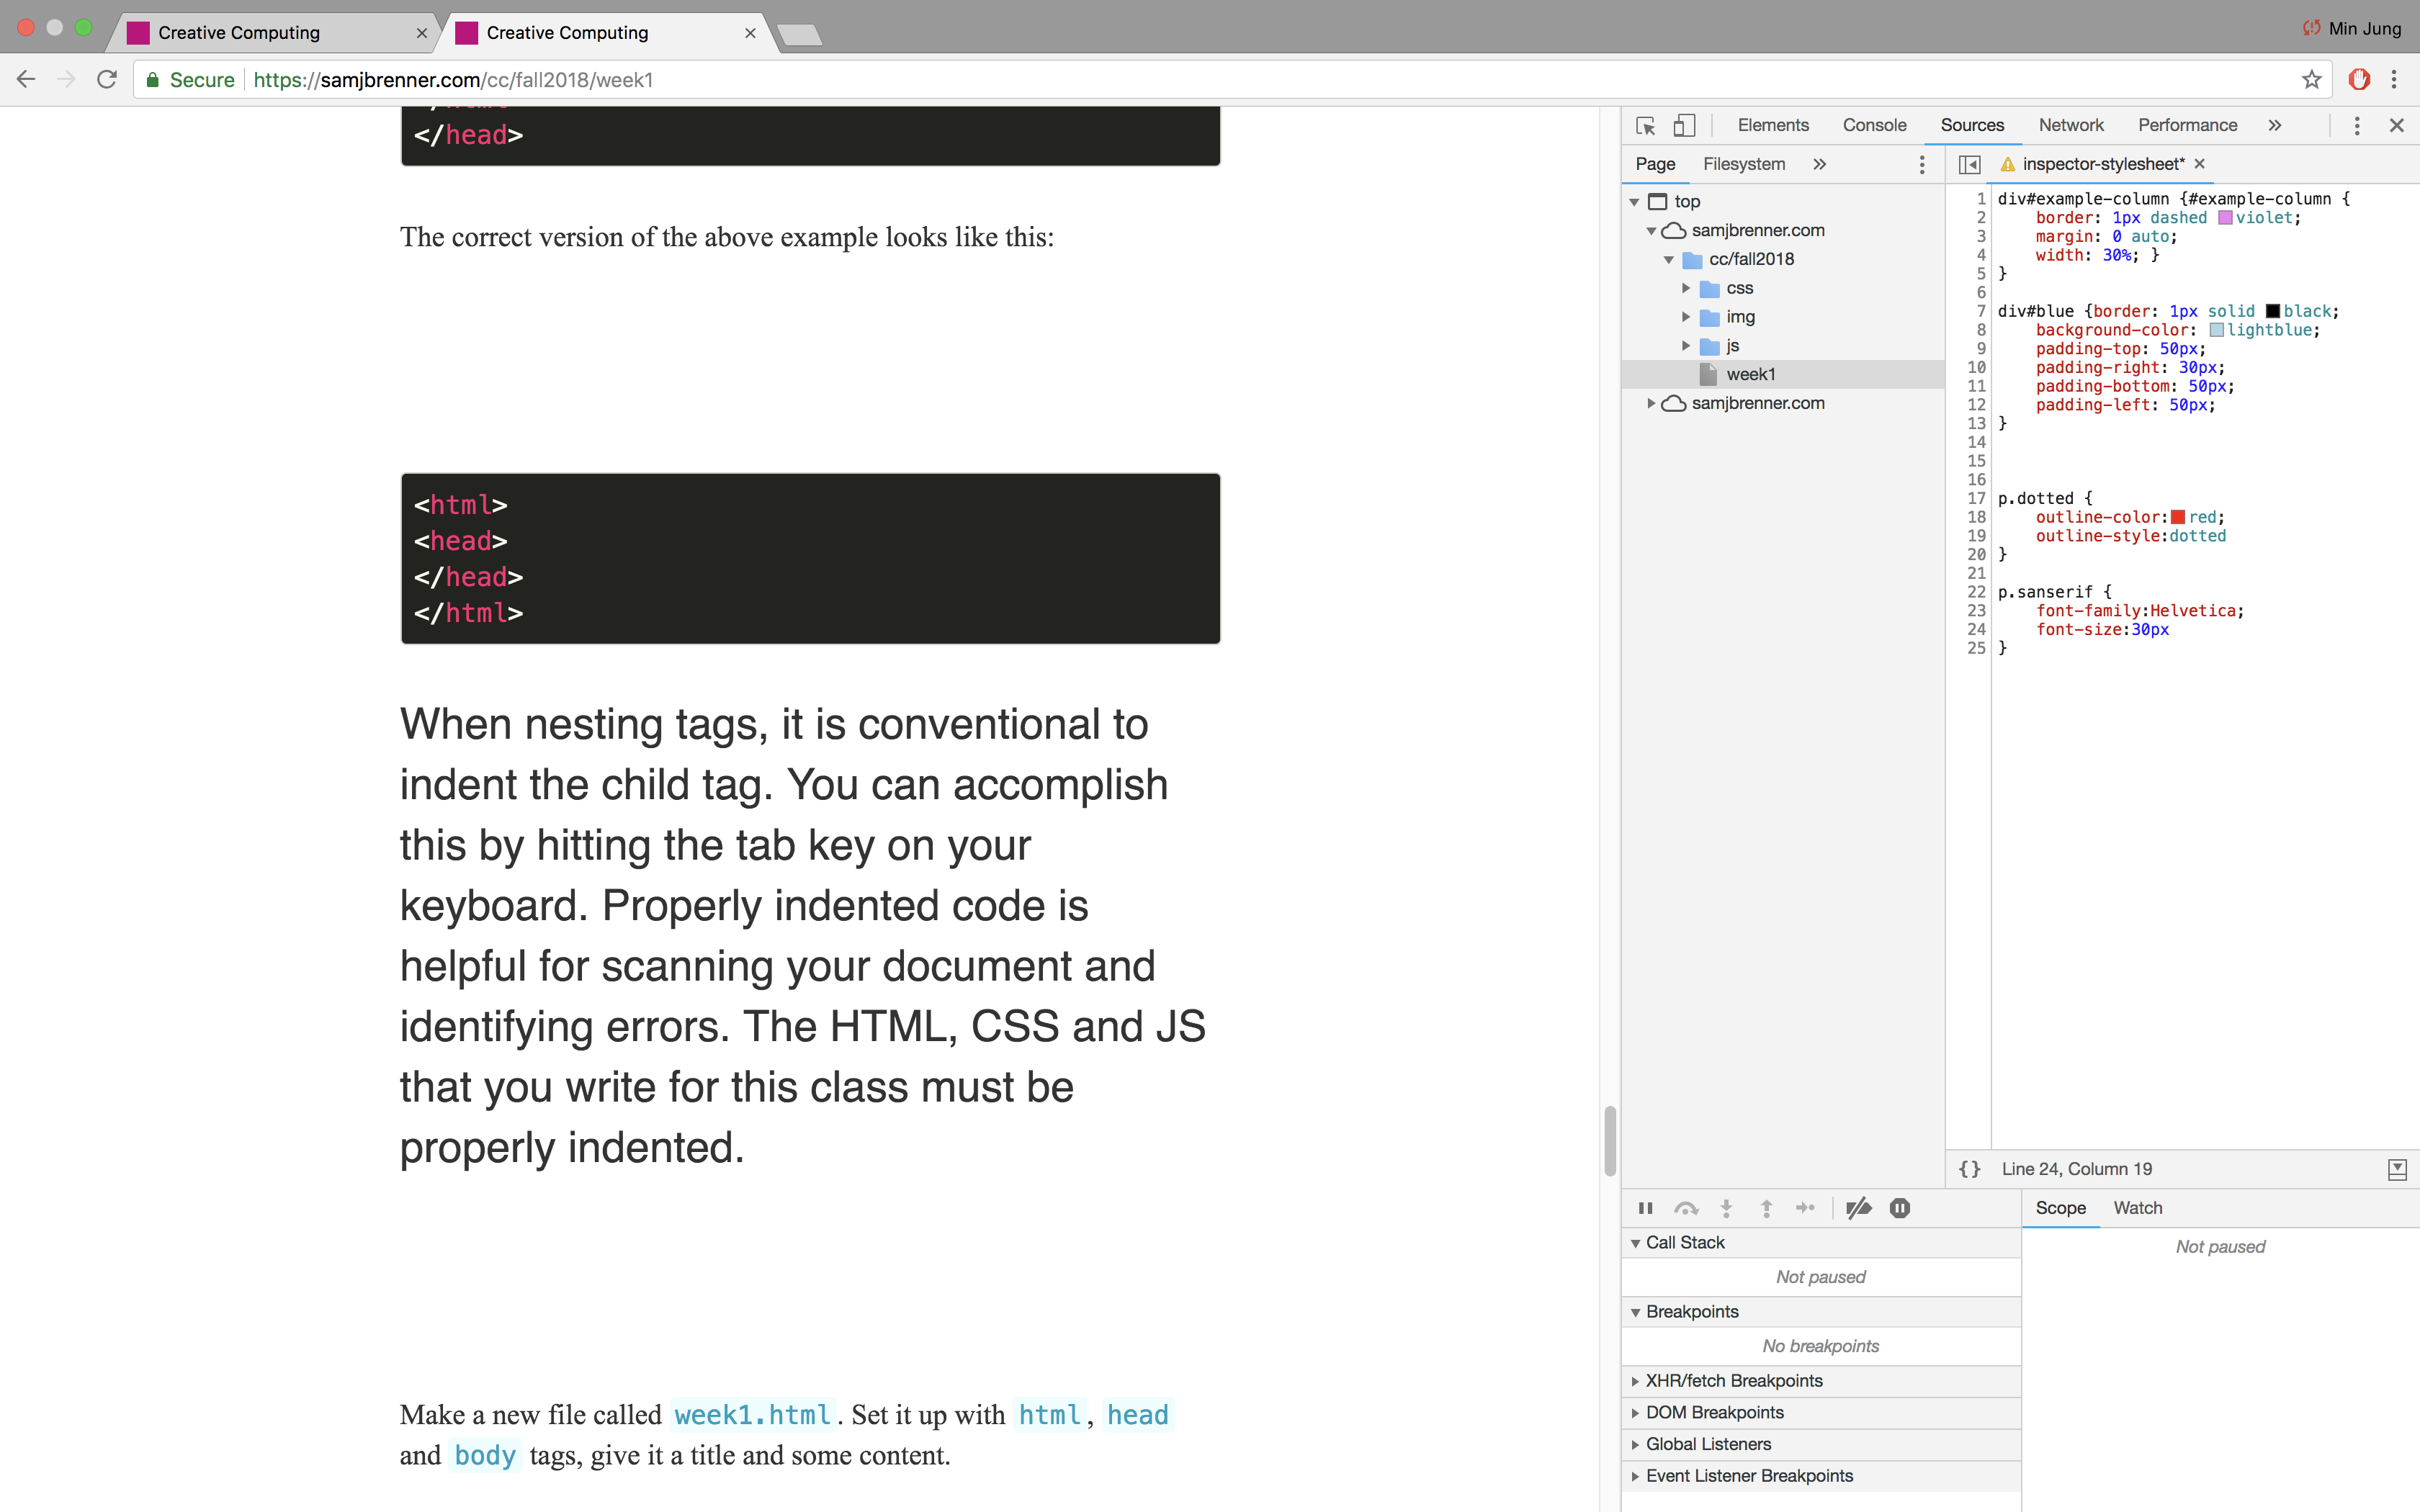 Creative Computing
Creative Computing
Min Jung
Secure
https://samjbrenner.com/cc/fall2018/week1
</head>
The correct version of the above example looks like this:
<html>
<head>
</head>
</html>
When nesting tags, it is conventional to
indent the child tag. You can accomplish
this by hitting the tab key on your
keyboard. Properly indented code is
helpful for scanning your document and
identifying errors. The HTML, CSS and JS
that you write for this class must be
properly indented.
Make a new file called week1.html. Set it up with html, head
and body tags, give it a title and some content.
Elements Console Sources Network Performance »
Page Filesystem »
top
samjbrenner.com
cc/fall2018
css
img
js
week1
samjbrenner.com
inspector-stylesheet* ×
1 div#example-column {#example-column {
2 border: 1px dashed violet;
3 margin: 0 auto;
4 width: 30%; }
5 }
6
7 div#blue {border: 1px solid black;
8 background-color: lightblue;
9 padding-top: 50px;
10 padding-right: 30px;
11 padding-bottom: 50px;
12 padding-left: 50px;
13 }
14
15
16
17 p.dotted {
18 outline-color:red;
19 outline-style:dotted
20 }
21
22 p.sanserif {
23 font-family:Helvetica;
24 font-size:30px
25 }
{} Line 24, Column 19
Call Stack
Not paused
Breakpoints
No breakpoints
XHR/fetch Breakpoints
DOM Breakpoints
Global Listeners
Event Listener Breakpoints
Scope Watch
Not paused